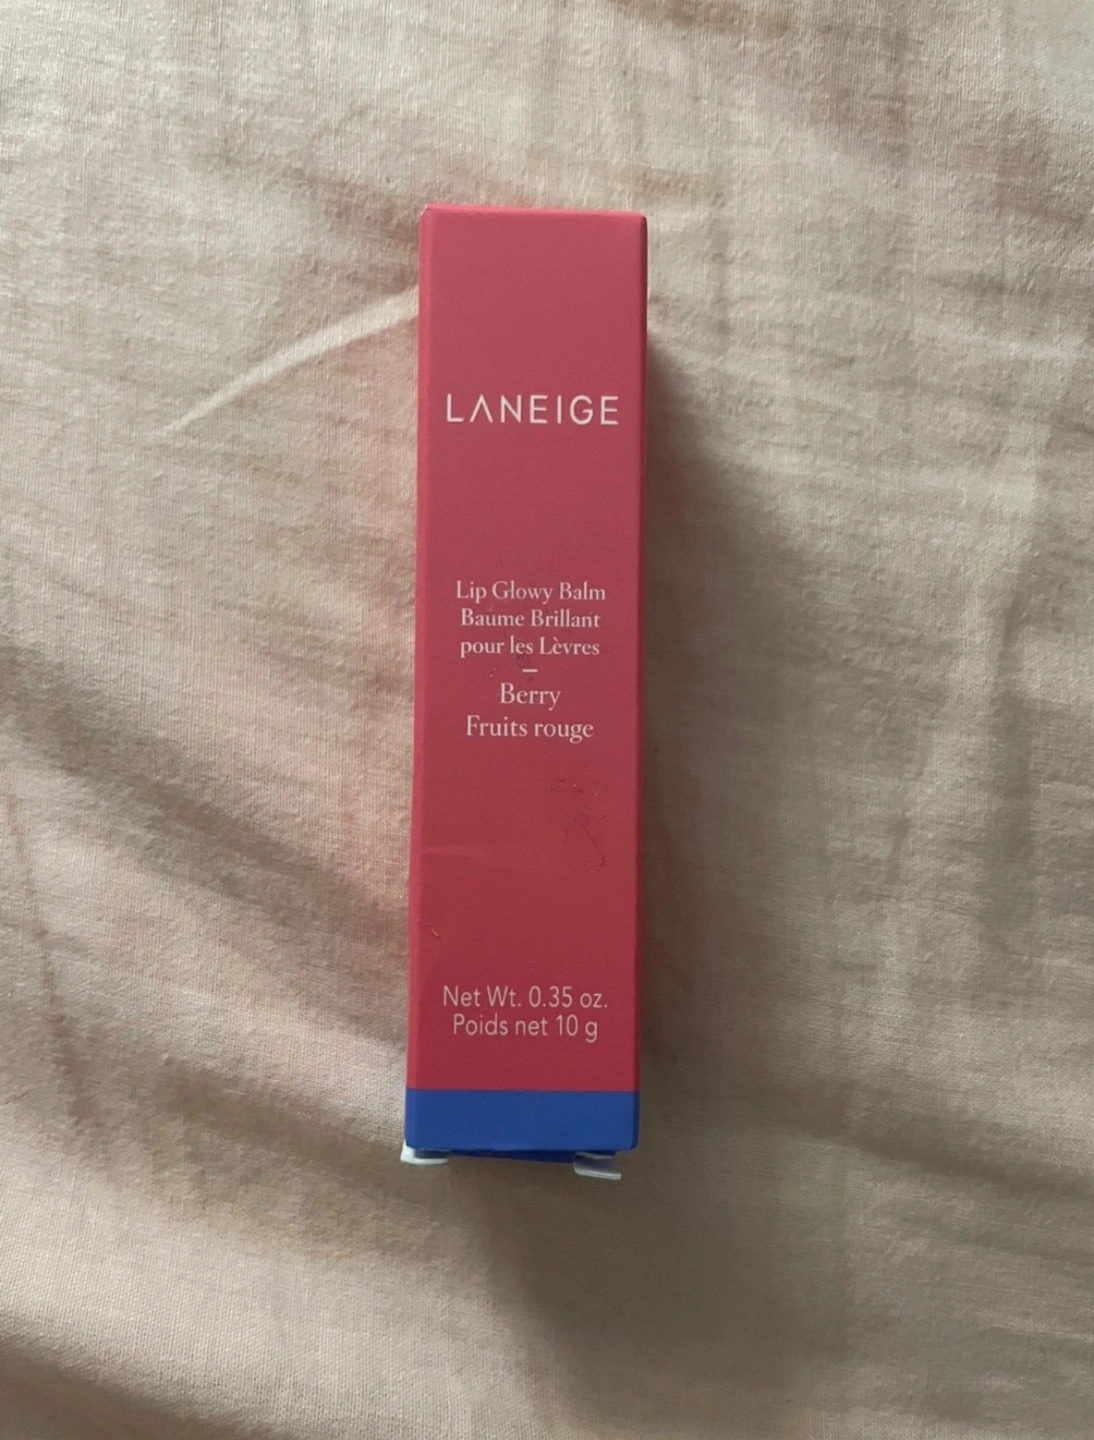 LANEIGE
Lip Glowy Balm
Baume Brillant
pour les Lèvres
Berry
Fruits rouge
Net Wt. 0.35 oz.
Poids net 10 g